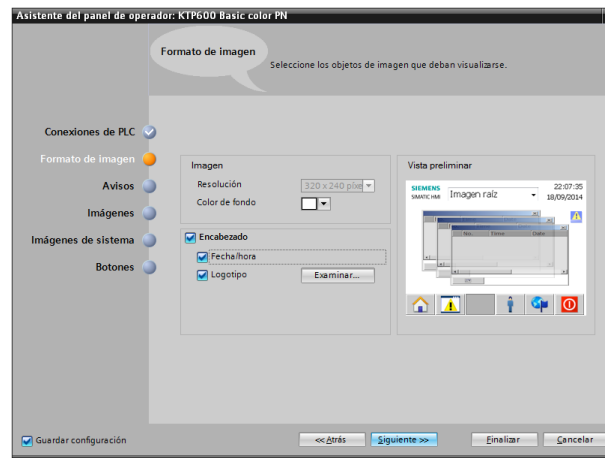 Asistente del panel de operador: KTP600 Basic color PN
Formato de imagen
Seleccione los objetos de imagen que deban visualizarse.
Conexiones de PLC
Formato de imagen
Avisos
Imágenes
Imágenes de sistema
Botones
Imagen
Resolución
320 x 240 píxe
Color de fondo
Encabezado
Fecha/hora
Logotipo
Examinar...
Vista preliminar
SIEMENS
SIMATIC HMI
Imagen raíz
22:07:35
18/09/2014
No.
Time
Date
Guardar configuración
<< Atrás
Siguiente >>
Finalizar
Cancelar